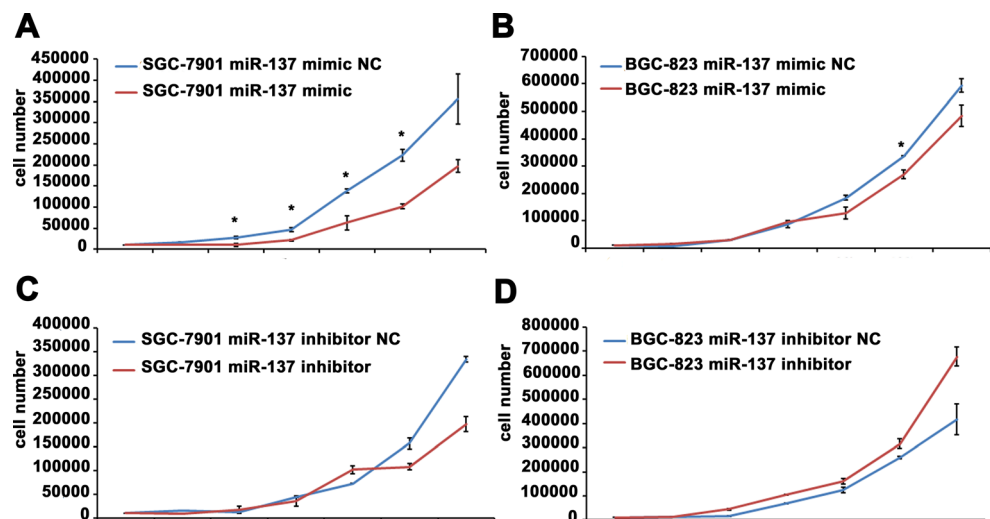 A
SGC-7901 miR-137 mimic NC
SGC-7901 miR-137 mimic
cell number
450000
400000
350000
300000
250000
200000
150000
100000
50000
0
*
*
*
*
B
BGC-823 miR-137 mimic NC
BGC-823 miR-137 mimic
cell number
700000
600000
500000
400000
300000
200000
100000
0
*
C
SGC-7901 miR-137 inhibitor NC
SGC-7901 miR-137 inhibitor
cell number
400000
350000
300000
250000
200000
150000
100000
50000
0
D
BGC-823 miR-137 inhibitor NC
BGC-823 miR-137 inhibitor
cell number
800000
700000
600000
500000
400000
300000
200000
100000
0